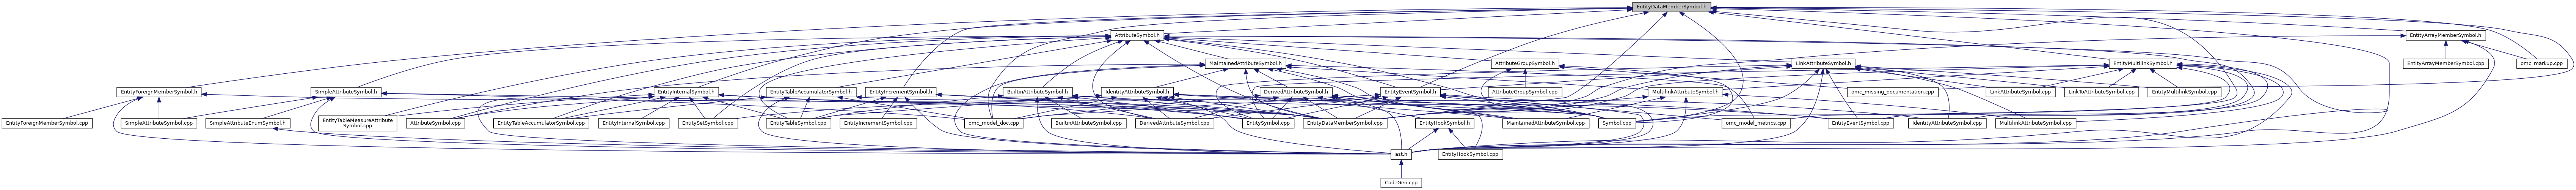 EntityDataMemberSymbol.h
AttributeSymbol.h
EntityArrayMemberSymbol.h
MaintainedAttributeSymbol.h
AttributeGroupSymbol.h
LinkAttributeSymbol.h
EntityMultilinkSymbol.h
EntityArrayMemberSymbol.cpp
omc_markup.cpp
EntityForeignMemberSymbol.h
SimpleAttributeSymbol.h
EntityInternalSymbol.h
EntityTableAccumulatorSymbol.h
EntityIncrementSymbol.h
BuiltinAttributeSymbol.h
IdentityAttributeSymbol.h
DerivedAttributeSymbol.h
EntityEventSymbol.h
AttributeGroupSymbol.cpp
MultilinkAttributeSymbol.h
omc_missing_documentation.cpp
LinkAttributeSymbol.cpp
LinkToAttributeSymbol.cpp
EntityMultilinkSymbol.cpp
EntityForeignMemberSymbol.cpp
SimpleAttributeSymbol.cpp
SimpleAttributeEnumSymbol.h
EntityTableMeasureAttribute
Symbol.cpp
AttributeSymbol.cpp
EntityTableAccumulatorSymbol.cpp
EntityInternalSymbol.cpp
EntitySetSymbol.cpp
EntityTableSymbol.cpp
EntityIncrementSymbol.cpp
omc_model_doc.cpp
BuiltinAttributeSymbol.cpp
DerivedAttributeSymbol.cpp
EntitySymbol.cpp
EntityDataMemberSymbol.cpp
EntityHookSymbol.h
MaintainedAttributeSymbol.cpp
Symbol.cpp
omc_model_metrics.cpp
EntityEventSymbol.cpp
IdentityAttributeSymbol.cpp
MultilinkAttributeSymbol.cpp
ast.h
EntityHookSymbol.cpp
CodeGen.cpp